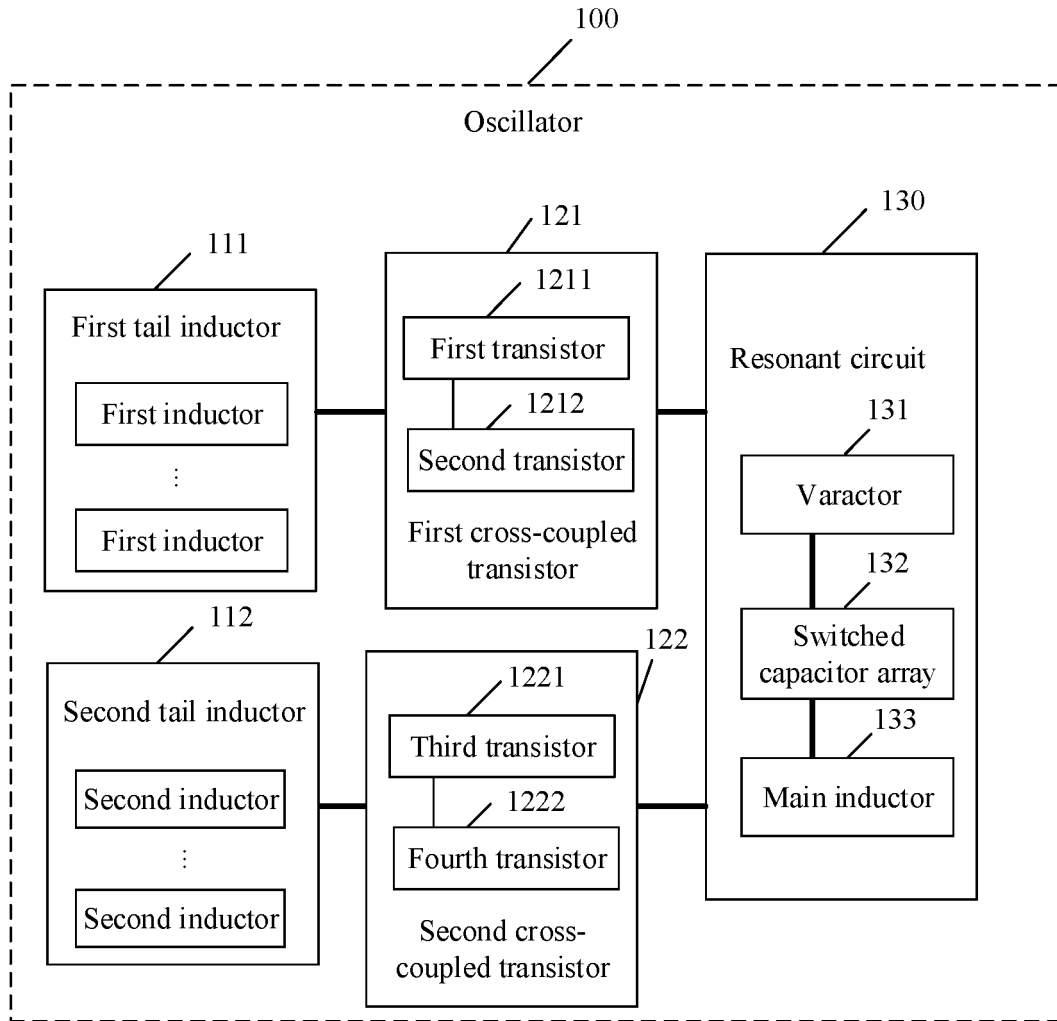 100
Oscillator
111
First tail inductor
First inductor
⋮
First inductor
121
1211
First transistor
1212
Second transistor
First cross-coupled
transistor
130
Resonant circuit
131
Varactor
132
Switched
capacitor array
133
Main inductor
112
Second tail inductor
Second inductor
⋮
Second inductor
122
1221
Third transistor
1222
Fourth transistor
Second cross-
coupled transistor